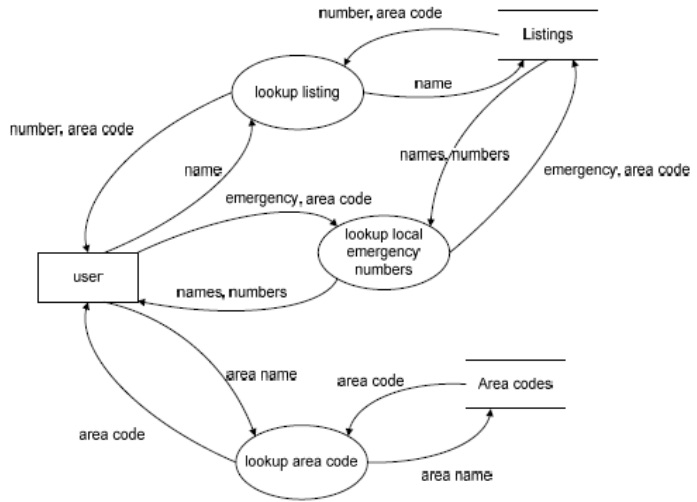 number, area code
Listings
lookup listing
name
number, area code
name
names, numbers
emergency, area code
emergency, area code
lookup local
emergency
numbers
user
names, numbers
area name
area code
Area codes
area code
lookup area code
area name